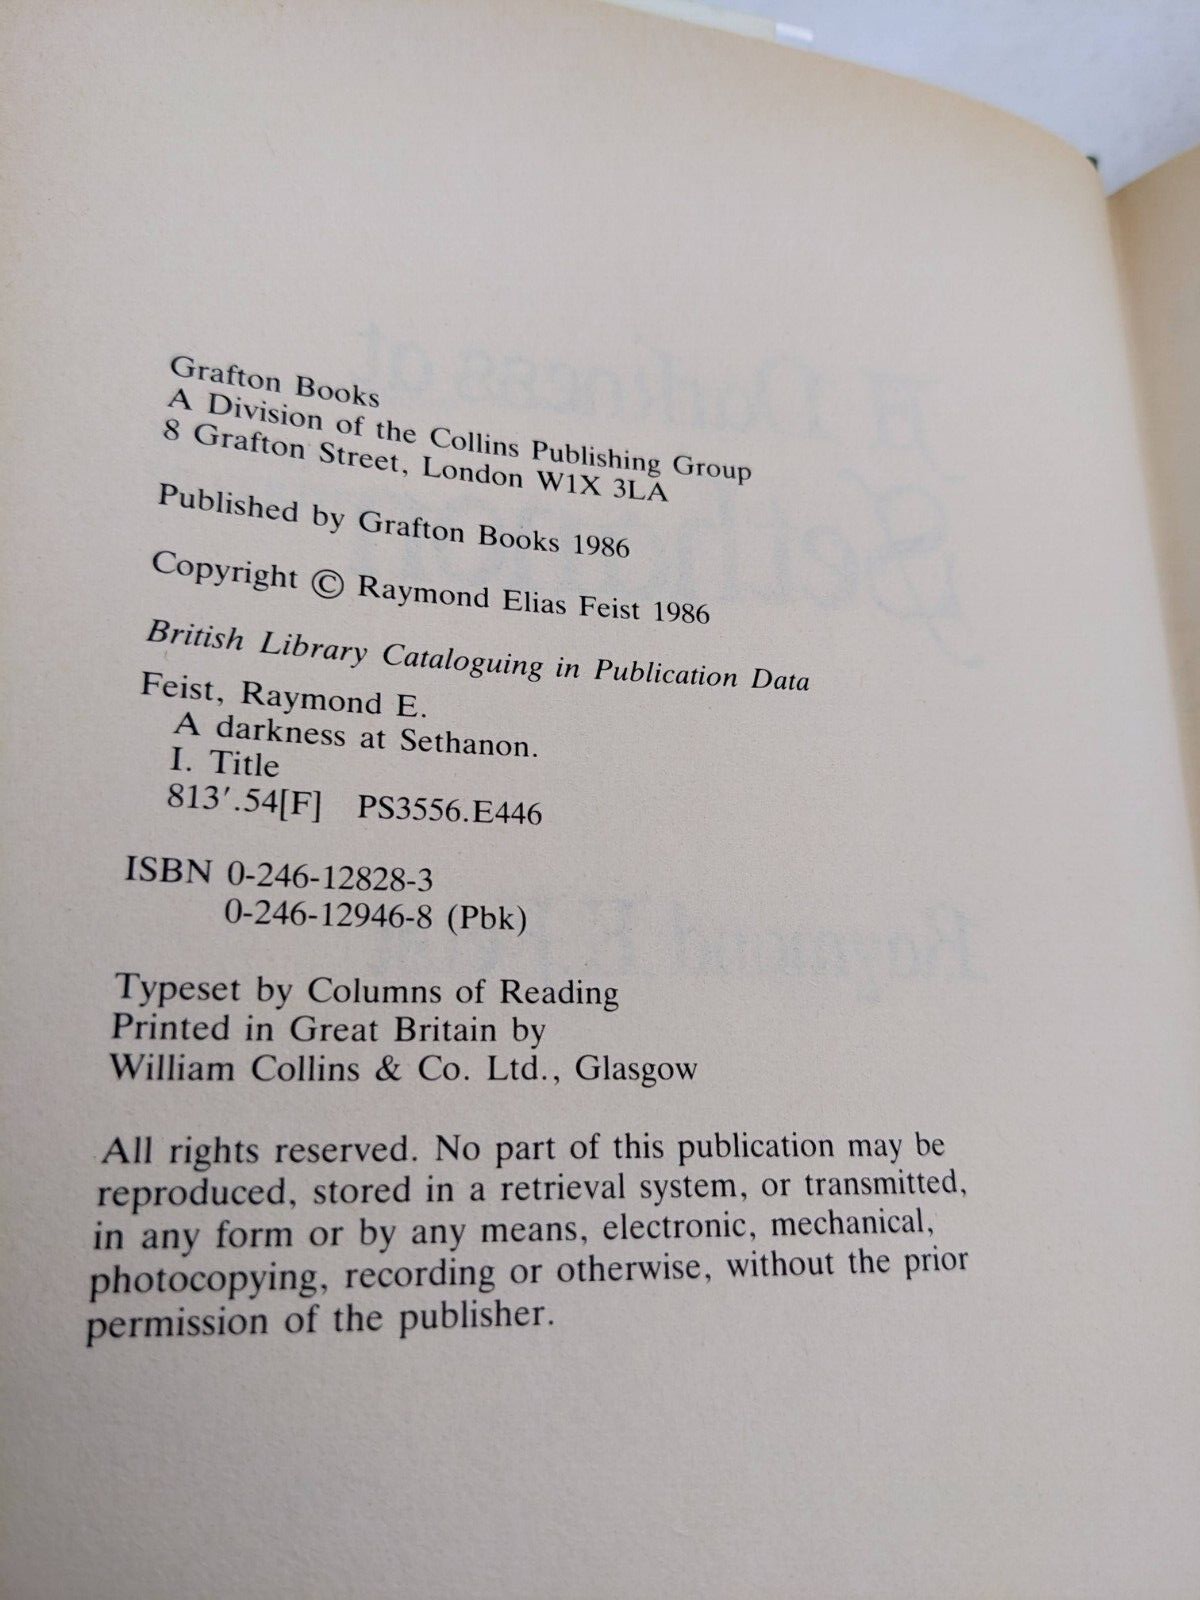 Grafton Books
A Division of the Collins Publishing Group
8 Grafton Street, London W1X 3LA
Published by Grafton Books 1986
Copyright © Raymond Elias Feist 1986
British Library Cataloguing in Publication Data
Feist, Raymond E.
A darkness at Sethanon.
I. Title
813′.54[F] PS3556.E446
ISBN 0-246-12828-3
0-246-12946-8 (Pbk)
Typeset by Columns of Reading
Printed in Great Britain by
William Collins & Co. Ltd., Glasgow
All rights reserved. No part of this publication may be
reproduced, stored in a retrieval system, or transmitted,
in any form or by any means, electronic, mechanical,
photocopying, recording or otherwise, without the prior
permission of the publisher.